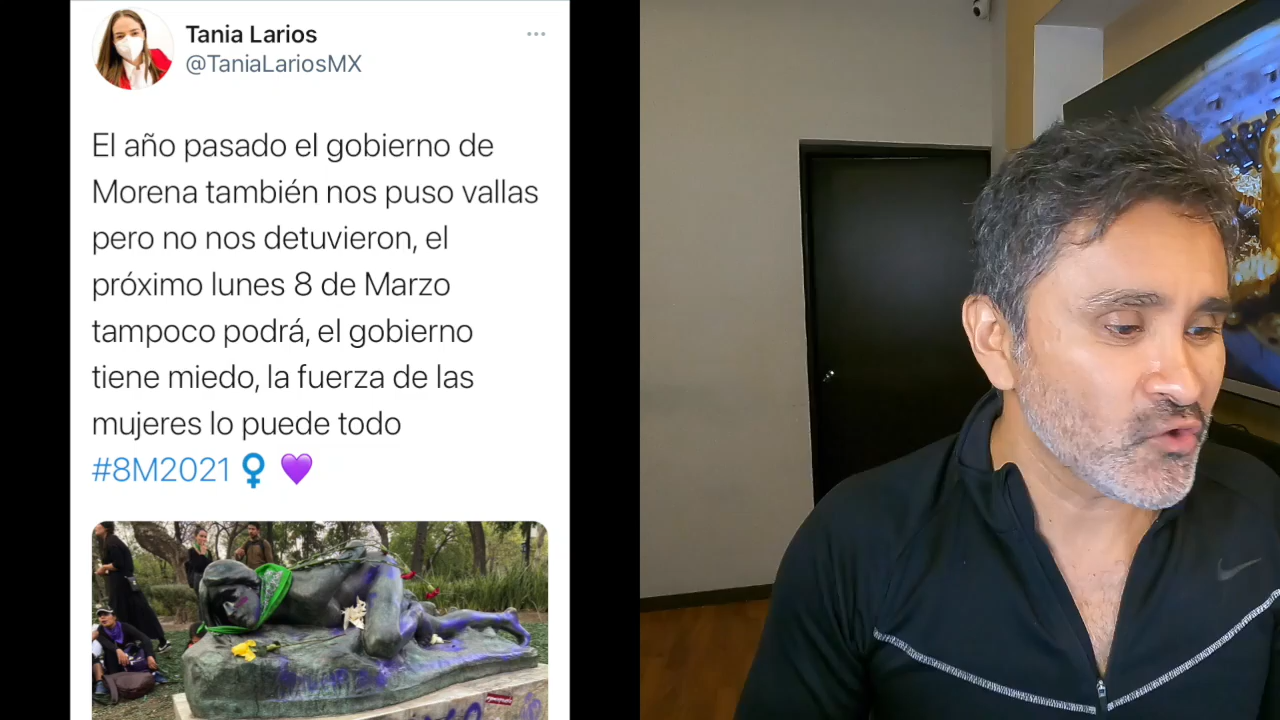 Tania Larios
@TaniaLariosMX
El año pasado el gobierno de
Morena también nos puso vallas
pero no nos detuvieron, el
próximo lunes 8 de Marzo
tampoco podrá, el gobierno
tiene miedo, la fuerza de las
mujeres lo puede todo
#8M2021